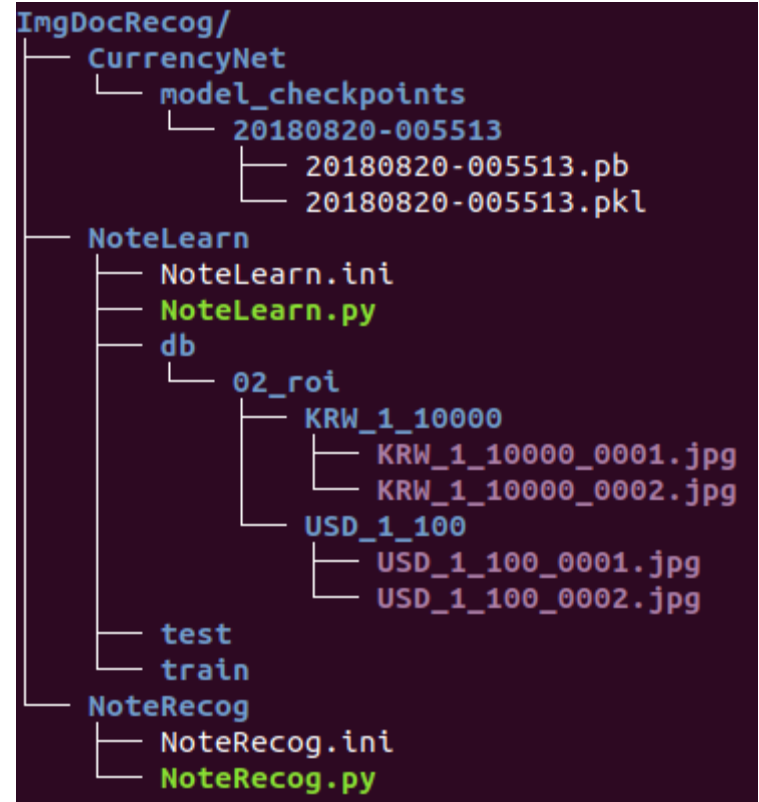 ImgDocRecog/
CurrencyNet
model_checkpoints
20180820-005513
20180820-005513.pb
20180820-005513.pkl
NoteLearn
NoteLearn.ini
NoteLearn.py
db
02_roi
KRW_1_10000
KRW_1_10000_0001.jpg
KRW_1_10000_0002.jpg
USD_1_100
USD_1_100_0001.jpg
USD_1_100_0002.jpg
test
train
NoteRecog
NoteRecog.ini
NoteRecog.py